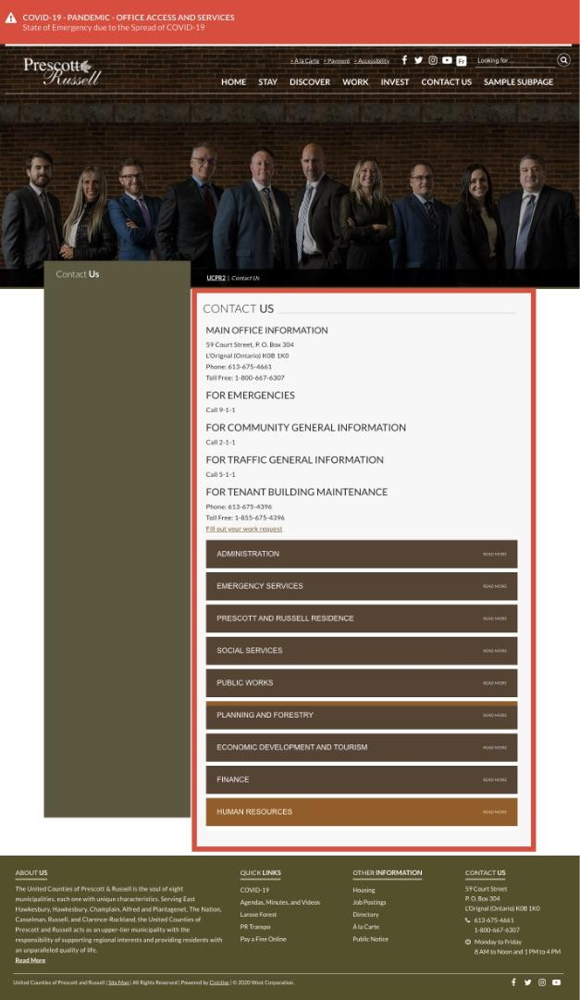 COVID-19 - PANDEMIC - OFFICE ACCESS AND SERVICES
State of Emergency due to the Spread of COVID-19
Prescott
Russell
> À la Carte > Payment > Accessibility Fr Looking for ...
HOME STAY DISCOVER WORK INVEST CONTACT US SAMPLE SUBPAGE
Contact Us
UCPR2 | Contact Us
CONTACT US
MAIN OFFICE INFORMATION
59 Court Street, P. O. Box 304
L'Orignal (Ontario) K0B 1K0
Phone: 613-675-4661
Toll Free: 1-800-667-6307
FOR EMERGENCIES
Call 9-1-1
FOR COMMUNITY GENERAL INFORMATION
Call 2-1-1
FOR TRAFFIC GENERAL INFORMATION
Call 5-1-1
FOR TENANT BUILDING MAINTENANCE
Phone: 613-675-4396
Toll Free: 1-855-675-4396
Fill out your work request
ADMINISTRATION READ MORE
EMERGENCY SERVICES READ MORE
PRESCOTT AND RUSSELL RESIDENCE READ MORE
SOCIAL SERVICES READ MORE
PUBLIC WORKS READ MORE
PLANNING AND FORESTRY READ MORE
ECONOMIC DEVELOPMENT AND TOURISM READ MORE
FINANCE READ MORE
HUMAN RESOURCES READ MORE
ABOUT US
The United Counties of Prescott & Russell is the soul of eight
municipalities, each one with unique characteristics. Serving East
Hawkesbury, Hawkesbury, Champlain, Alfred and Plantagenet, The Nation,
Casselman, Russell, and Clarence-Rockland, the United Counties of
Prescott and Russell acts as an upper-tier municipality with the
responsibility of supporting regional interests and providing residents with
an unparalleled quality of life.
Read More
QUICK LINKS
COVID-19
Agendas, Minutes, and Videos
Larose Forest
PR Transpo
Pay a Fine Online
OTHER INFORMATION
Housing
Job Postings
Directory
À la Carte
Public Notice
CONTACT US
59 Court Street
P. O. Box 304
L'Orignal (Ontario) K0B 1K0
613-675-4661
1-800-667-6307
Monday to Friday
8 AM to Noon and 1 PM to 4 PM
United Counties of Prescott and Russell | Site Map | All Rights Reserved | Powered by Civiclive | © 2020 West Corporation.